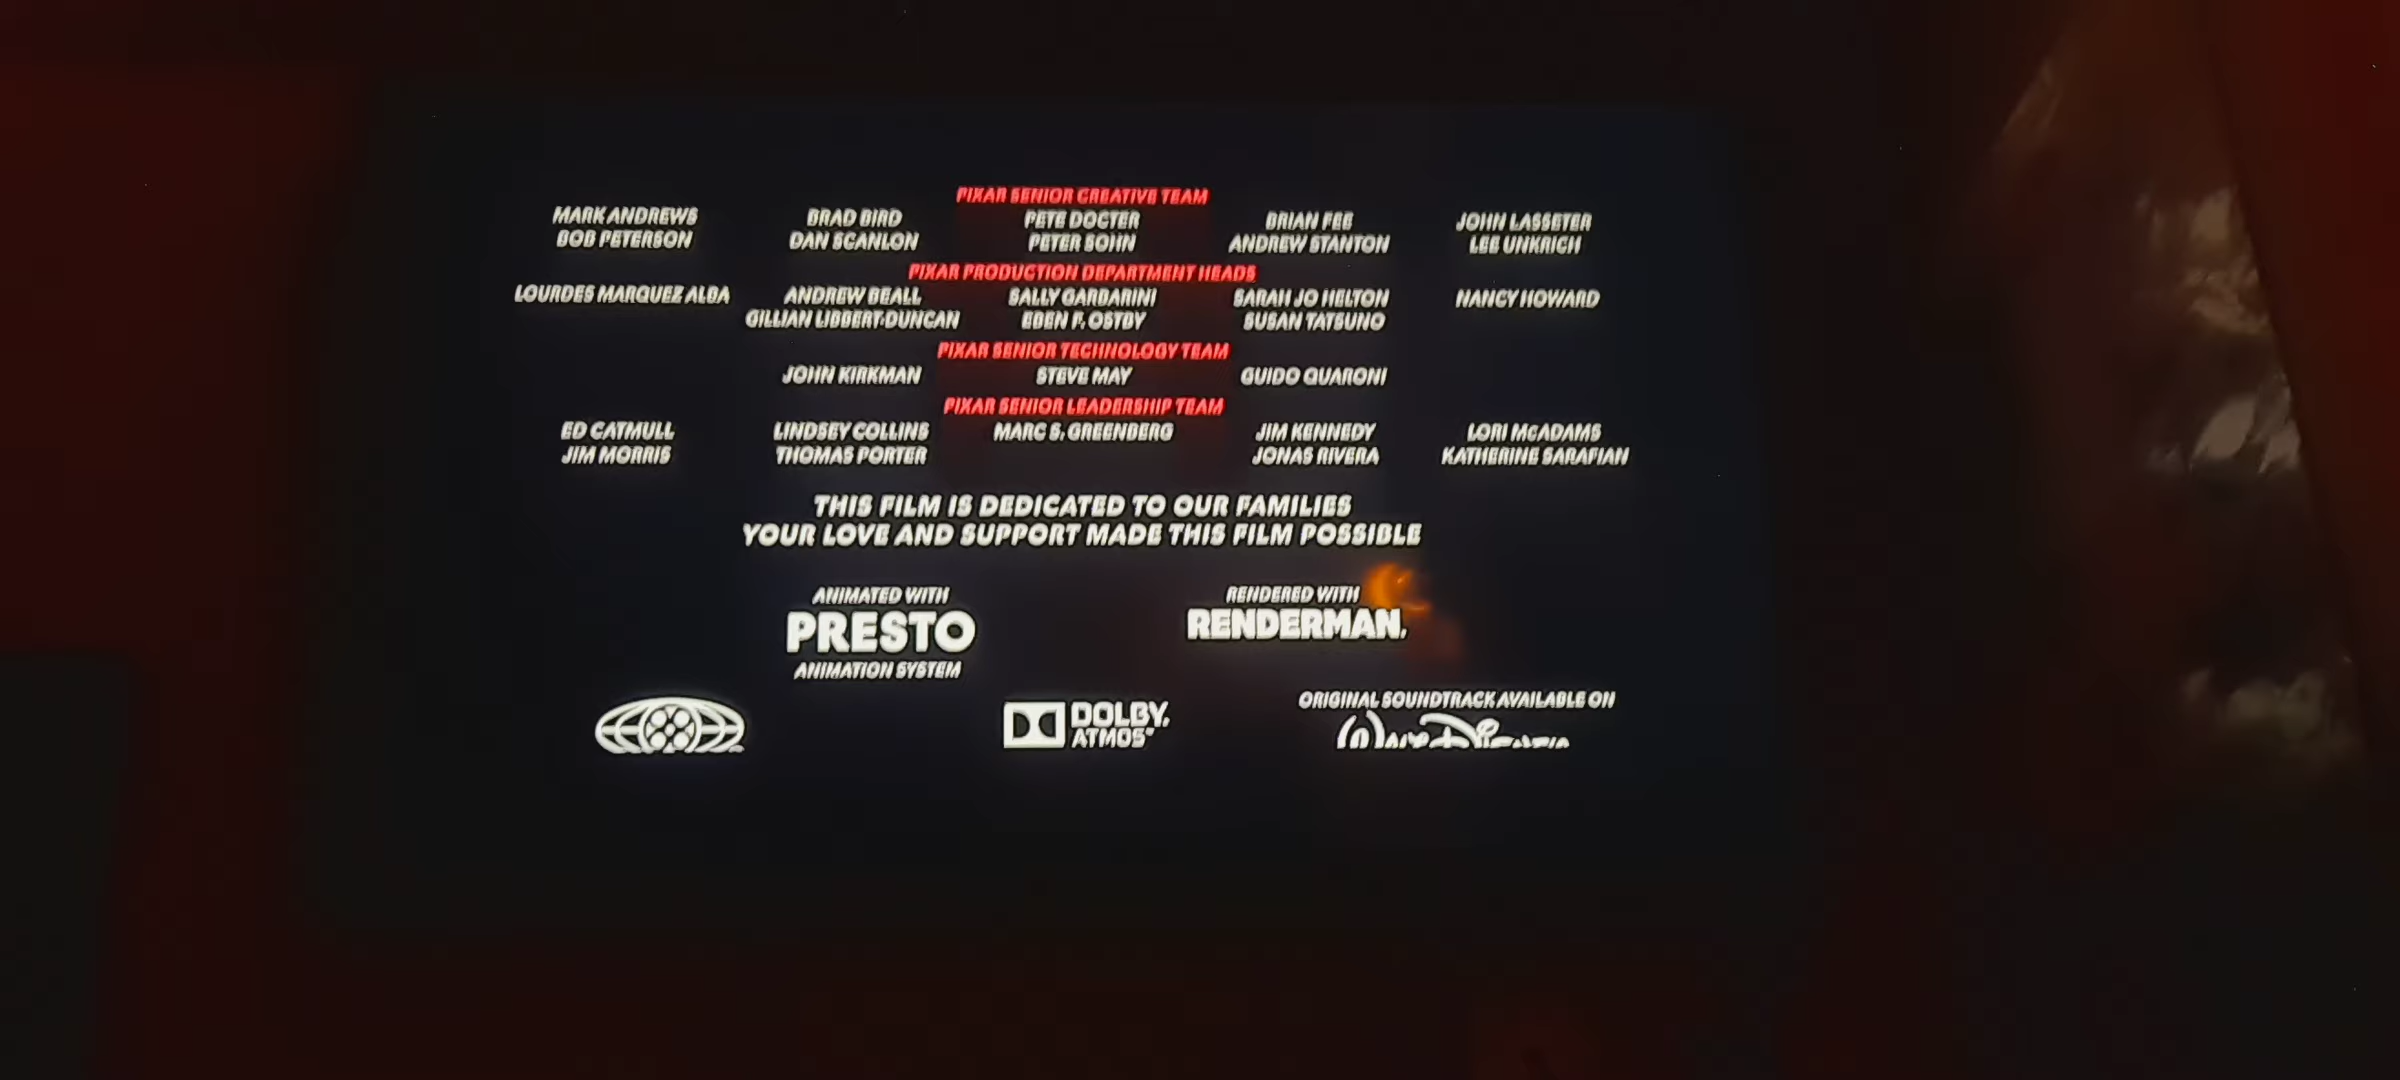 PIXAR SENIOR CREATIVE TEAM
MARK ANDREWS BRAD BIRD PETE DOCTER BRIAN FEE JOHN LASSETER
BOB PETERSON DAN SCANLON PETER SOHN ANDREW STANTON LEE UNKRICH
PIXAR PRODUCTION DEPARTMENT HEADS
LOURDES MARQUEZ ALBA ANDREW BEALL SALLY GARBARINI SARAH JO HELTON NANCY HOWARD
GILLIAN LIBBERT-DUNCAN EBEN F. OSTBY SUSAN TATSUNO
PIXAR SENIOR TECHNOLOGY TEAM
JOHN KIRKMAN STEVE MAY GUIDO QUARONI
PIXAR SENIOR LEADERSHIP TEAM
ED CATMULL LINDSEY COLLINS MARC S. GREENBERG JIM KENNEDY LORI McADAMS
JIM MORRIS THOMAS PORTER JONAS RIVERA KATHERINE SARAFIAN
THIS FILM IS DEDICATED TO OUR FAMILIES
YOUR LOVE AND SUPPORT MADE THIS FILM POSSIBLE
ANIMATED WITH RENDERED WITH
PRESTO RENDERMAN.
ANIMATION SYSTEM
ORIGINAL SOUNDTRACK AVAILABLE ON
DOLBY.
ATMOS
WALT DISNEY